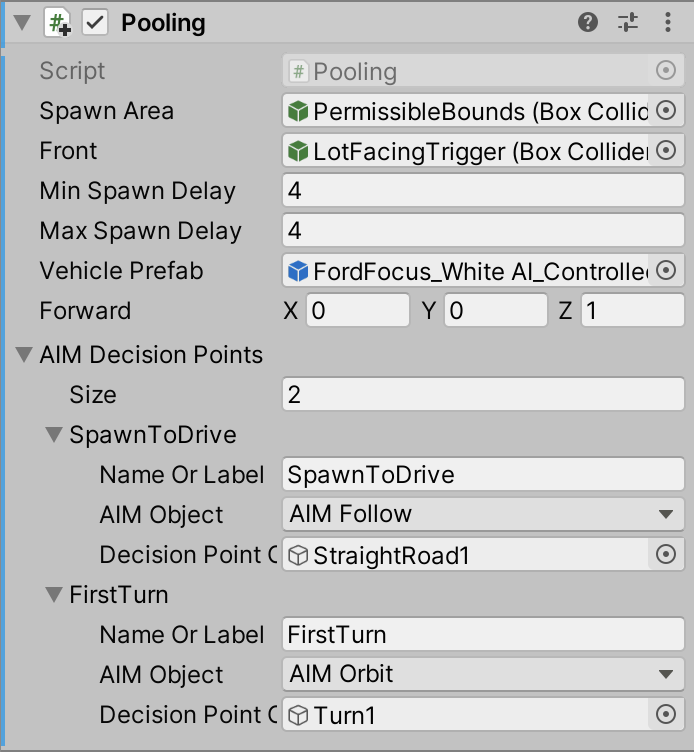 Pooling
Script Pooling
Spawn Area PermissibleBounds (Box Collid
Front LotFacingTrigger (Box Collider
Min Spawn Delay 4
Max Spawn Delay 4
Vehicle Prefab FordFocus_White AI_Controlled
Forward X 0 Y 0 Z 1
AIM Decision Points
Size 2
SpawnToDrive
Name Or Label SpawnToDrive
AIM Object AIM Follow
Decision Point C StraightRoad1
FirstTurn
Name Or Label FirstTurn
AIM Object AIM Orbit
Decision Point C Turn1